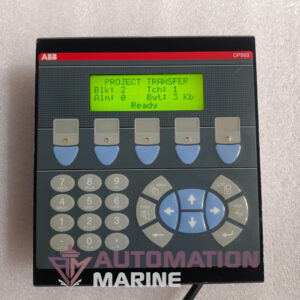 ABB
CP503
PROJECT TRANSFER
Blk: 2 Tch: 1
Alm: 0 Byt: 3 Kb
Ready
7 8 9
4 5 6
1 2 3
- 0 .
AUTOMATION
MARINE